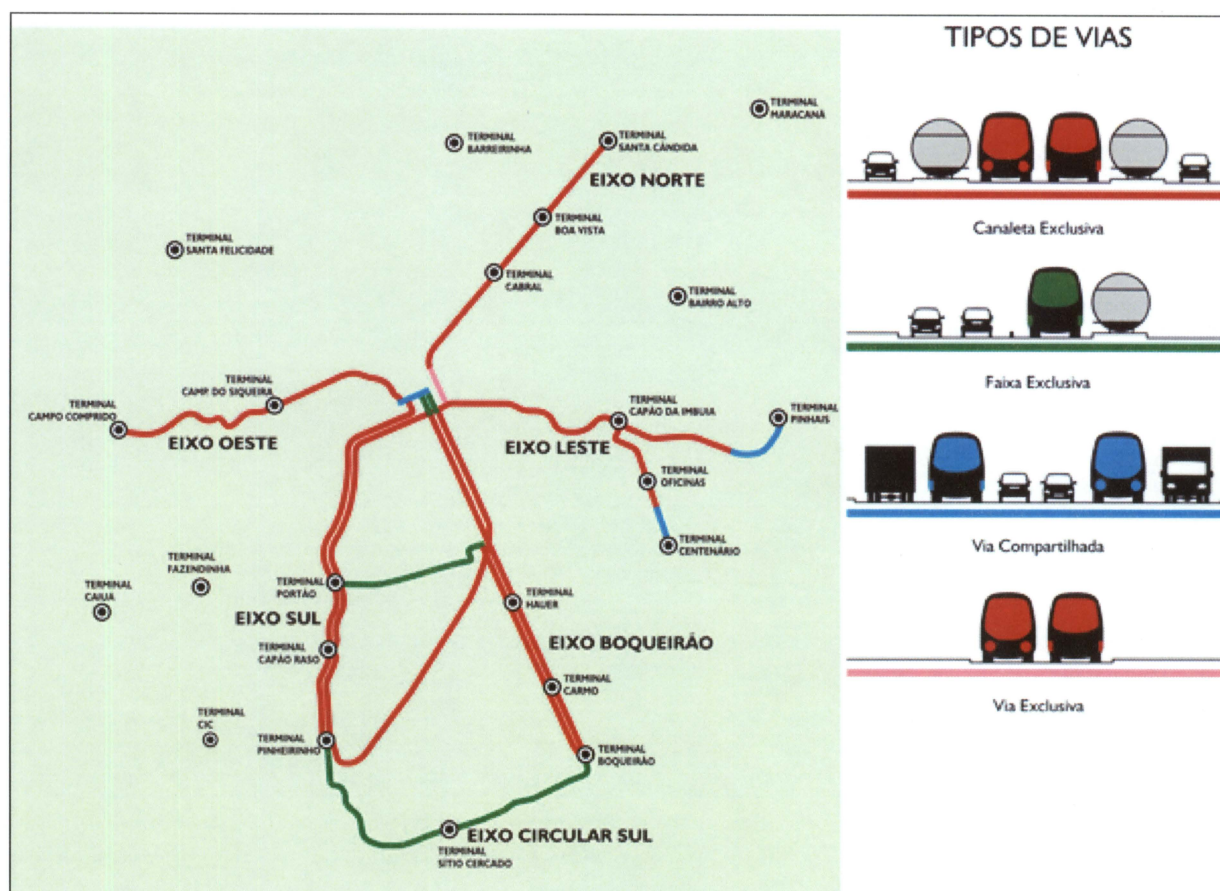 TIPOS DE VIAS
TERMINAL
MARACANÃ
TERMINAL
BARREIRINHA
TERMINAL
SANTA CÂNDIDA
EIXO NORTE
TERMINAL
BOA VISTA
TERMINAL
SANTA FELICIDADE
TERMINAL
CABRAL
TERMINAL
BAIRRO ALTO
TERMINAL
CAMP. DO SIQUEIRA
TERMINAL
CAMPO COMPRIDO
EIXO OESTE
TERMINAL
CAPÃO DA IMBUIA
TERMINAL
PINHAIS
EIXO LESTE
TERMINAL
OFICINAS
TERMINAL
CENTENÁRIO
TERMINAL
FAZENDINHA
TERMINAL
CAIUA
TERMINAL
PORTÃO
EIXO SUL
TERMINAL
HAUER
EIXO BOQUEIRÃO
TERMINAL
CAPÃO RASO
TERMINAL
CARMO
TERMINAL
CIC
TERMINAL
PINHEIRINHO
TERMINAL
BOQUEIRÃO
EIXO CIRCULAR SUL
TERMINAL
SÍTIO CERCADO
Canaleta Exclusiva
Faixa Exclusiva
Via Compartilhada
Via Exclusiva